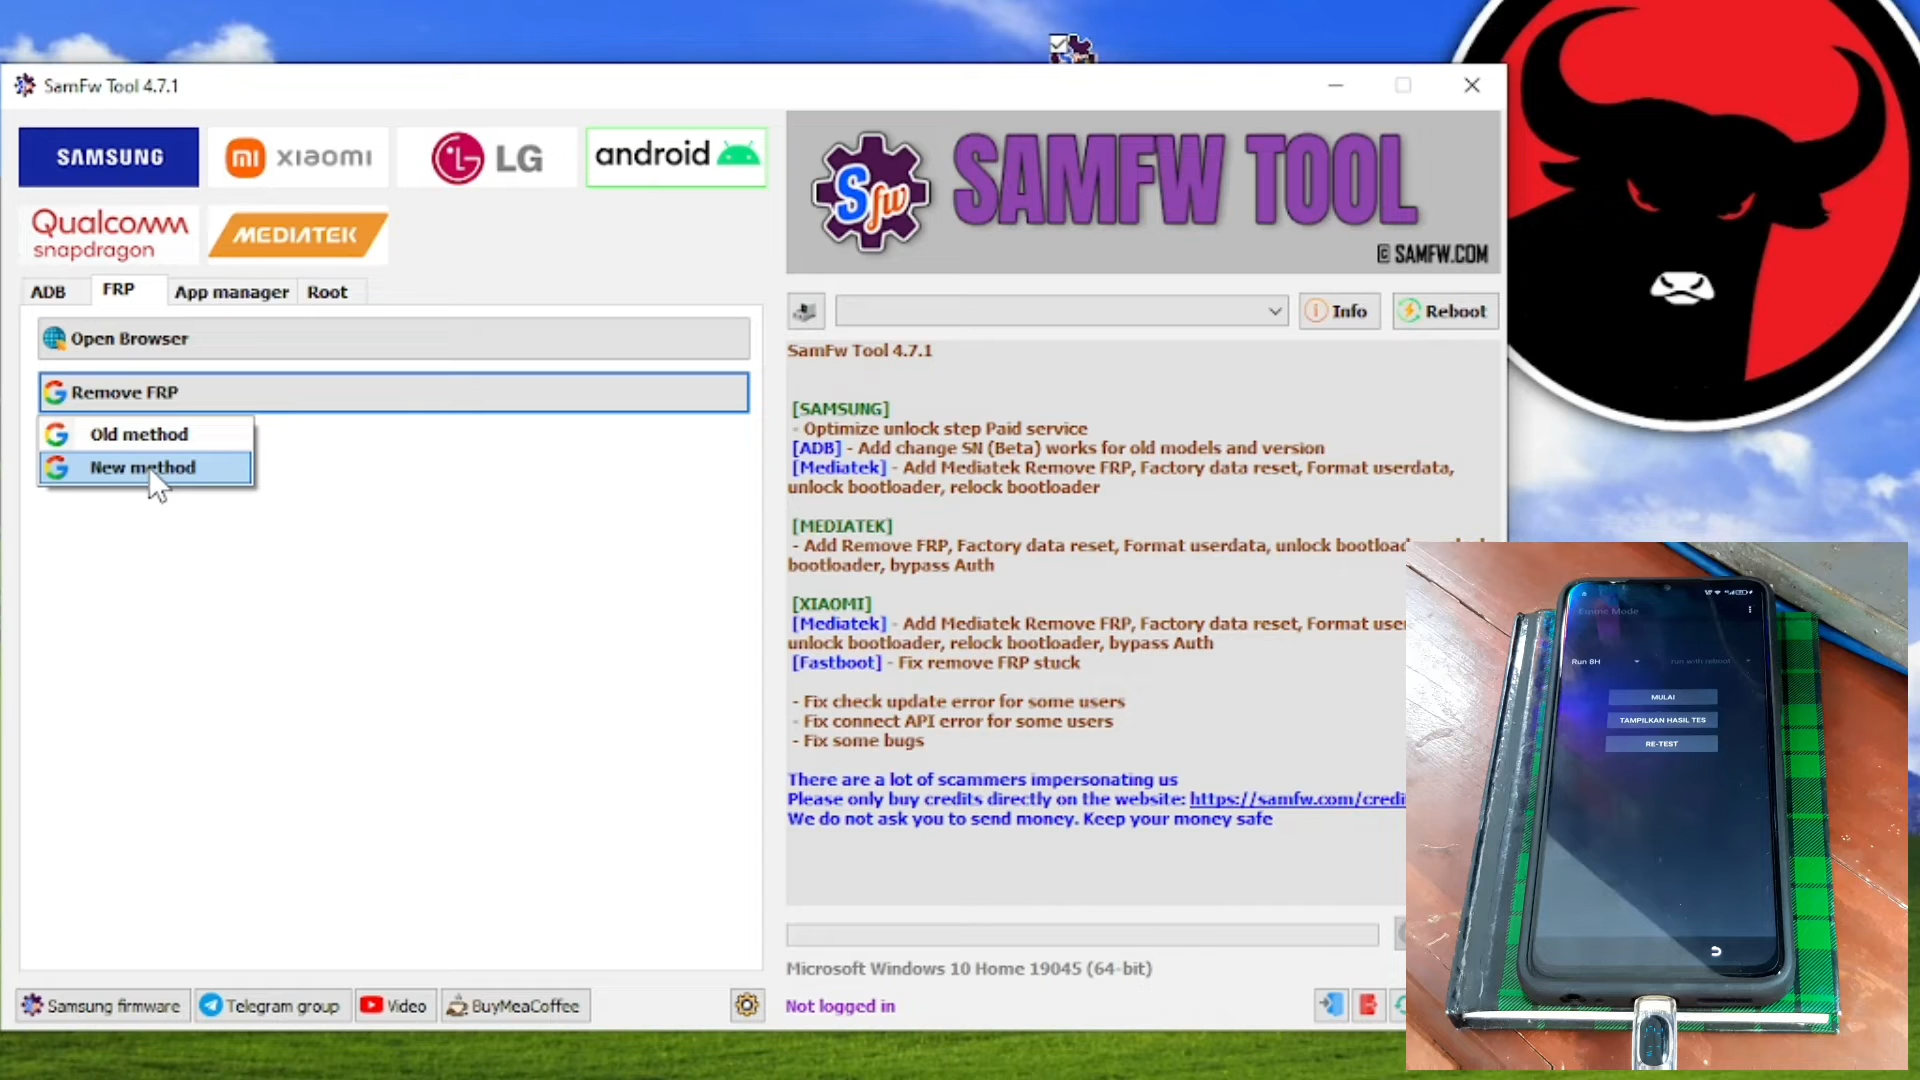 SamFw Tool 4.7.1
SAMSUNG
xiaomi
LG
android
Qualcomm
snapdragon
MEDIATEK
ADB
FRP
App manager
Root
Open Browser
Remove FRP
Old method
New method
Sfw
SAMFW TOOL
© SAMFW.COM
Info
Reboot
SamFw Tool 4.7.1
[SAMSUNG]
- Optimize unlock step Paid service
[ADB] - Add change SN (Beta) works for old models and version
[Mediatek] - Add Mediatek Remove FRP, Factory data reset, Format userdata,
unlock bootloader, relock bootloader
[MEDIATEK]
- Add Remove FRP, Factory data reset, Format userdata, unlock
bootloader, bypass Auth
[XIAOMI]
[Mediatek] - Add Mediatek Remove FRP, Factory data reset, Format
unlock bootloader, relock bootloader, bypass Auth
[Fastboot] - Fix remove FRP stuck
- Fix check update error for some users
- Fix connect API error for some users
- Fix some bugs
There are a lot of scammers impersonating us
Please only buy credits directly on the website: https://samfw.com/credi
We do not ask you to send money. Keep your money safe
Microsoft Windows 10 Home 19045 (64-bit)
Not logged in
Samsung firmware
Telegram group
Video
BuyMeaCoffee
Run 8H
run with reboot
MULAI
TAMPILKAN HASIL TES
RE-TEST